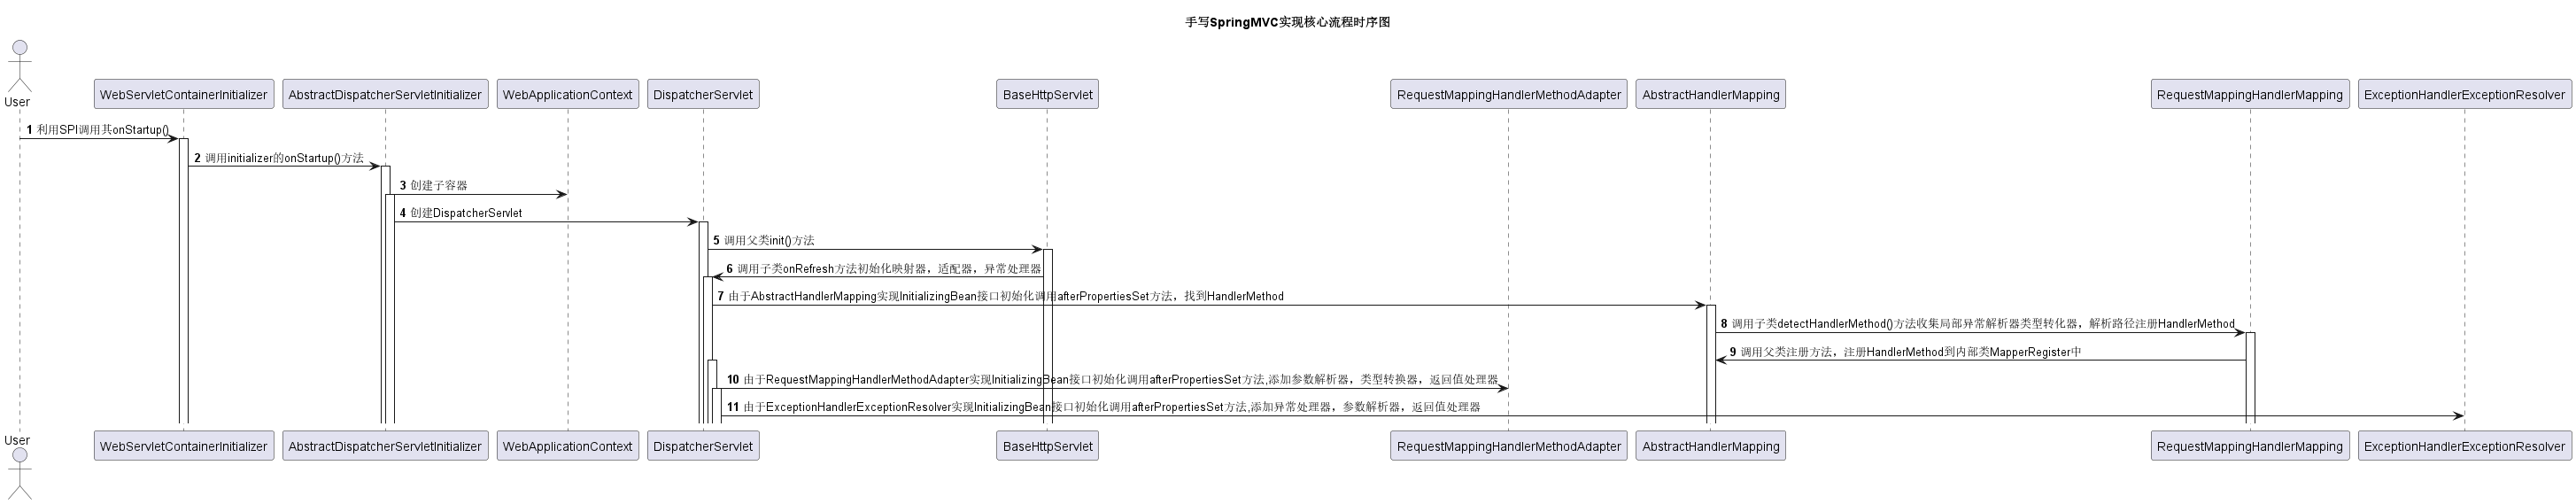 手写SpringMVC实现核心流程时序图
User
WebServletContainerInitializer
AbstractDispatcherServletInitializer
WebApplicationContext
DispatcherServlet
BaseHttpServlet
RequestMappingHandlerMethodAdapter
AbstractHandlerMapping
RequestMappingHandlerMapping
ExceptionHandlerExceptionResolver
1 利用SPI调用其onStartup()
2 调用initializer的onStartup()方法
3 创建子容器
4 创建DispatcherServlet
5 调用父类init()方法
6 调用子类onRefresh方法初始化映射器，适配器，异常处理器
7 由于AbstractHandlerMapping实现InitializingBean接口初始化调用afterPropertiesSet方法，找到HandlerMethod
8 调用子类detectHandlerMethod()方法收集局部异常解析器类型转化器，解析路径注册HandlerMethod
9 调用父类注册方法，注册HandlerMethod到内部类MapperRegister中
10 由于RequestMappingHandlerMethodAdapter实现InitializingBean接口初始化调用afterPropertiesSet方法,添加参数解析器，类型转换器，返回值处理器
11 由于ExceptionHandlerExceptionResolver实现InitializingBean接口初始化调用afterPropertiesSet方法,添加异常处理器，参数解析器，返回值处理器
User
WebServletContainerInitializer
AbstractDispatcherServletInitializer
WebApplicationContext
DispatcherServlet
BaseHttpServlet
RequestMappingHandlerMethodAdapter
AbstractHandlerMapping
RequestMappingHandlerMapping
ExceptionHandlerExceptionResolver